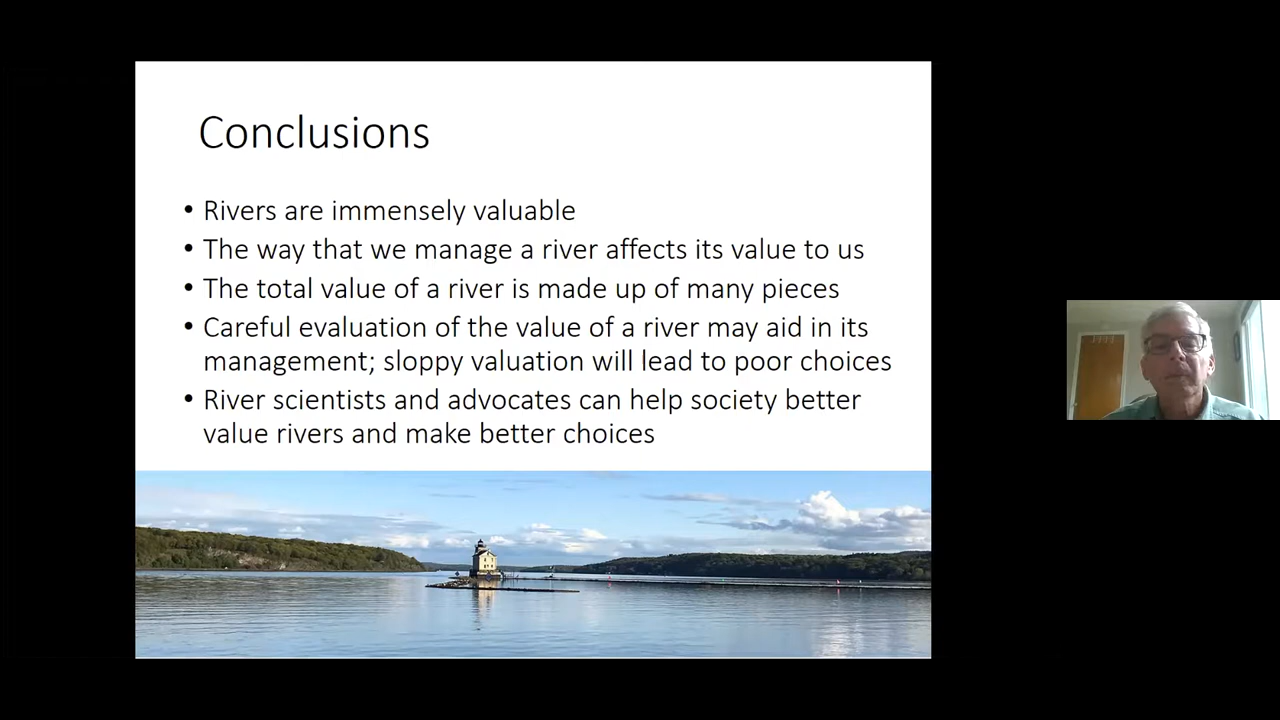 Conclusions
• Rivers are immensely valuable
• The way that we manage a river affects its value to us
• The total value of a river is made up of many pieces
• Careful evaluation of the value of a river may aid in its
management; sloppy valuation will lead to poor choices
• River scientists and advocates can help society better
value rivers and make better choices